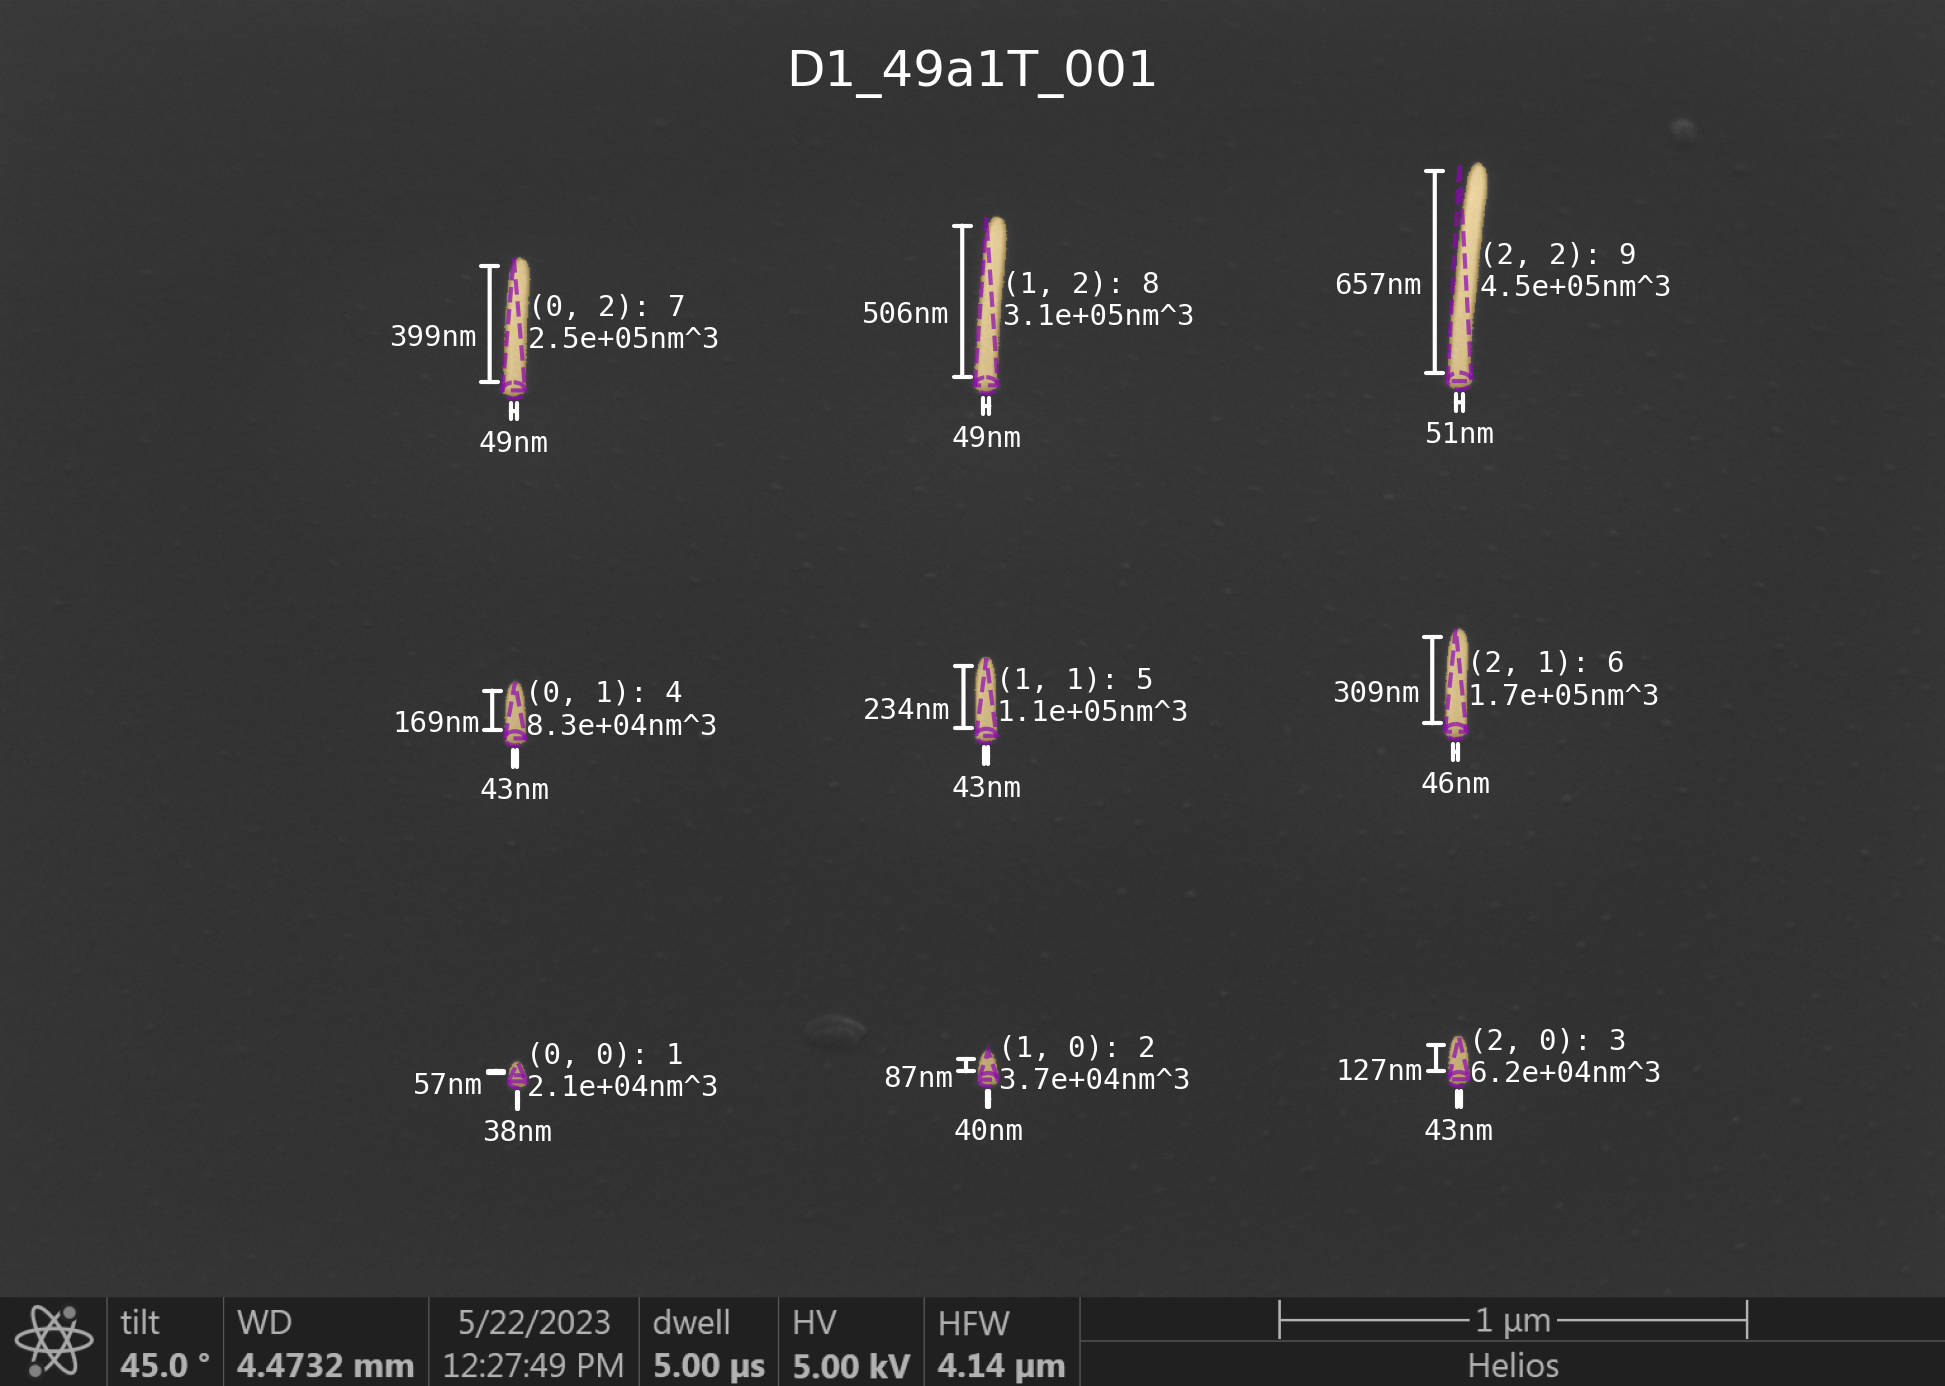 D1_49a1T_001
(2, 2): 9
4.5e+05nm^3
657nm
51nm
(1, 2): 8
3.1e+05nm^3
506nm
49nm
(0, 2): 7
2.5e+05nm^3
399nm
49nm
(0, 1): 4
8.3e+04nm^3
169nm
43nm
(1, 1): 5
1.1e+05nm^3
234nm
43nm
(2, 1): 6
1.7e+05nm^3
309nm
46nm
(0, 0): 1
2.1e+04nm^3
57nm
38nm
(1, 0): 2
3.7e+04nm^3
87nm
40nm
(2, 0): 3
6.2e+04nm^3
127nm
43nm
tilt
45.0 °
WD
4.4732 mm
5/22/2023
12:27:49 PM
dwell
5.00 µs
HV
5.00 kV
HFW
4.14 µm
1 µm
Helios